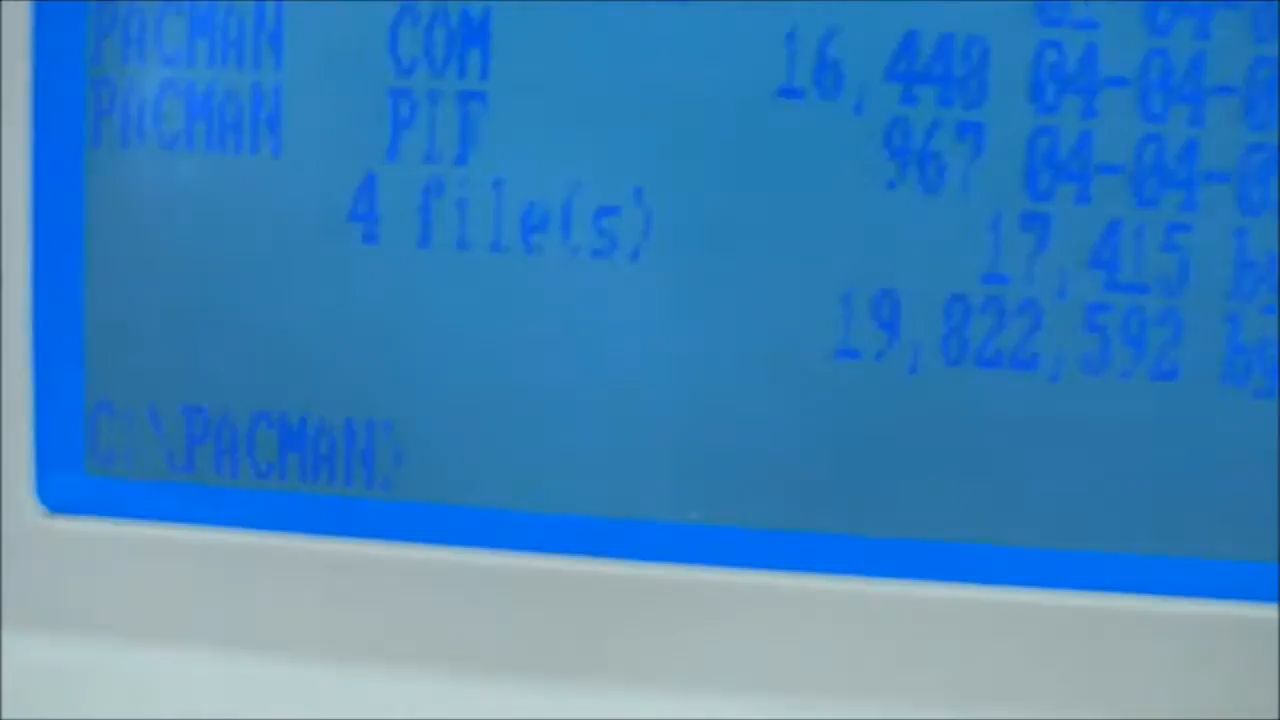 PACMAN COM 16,448 04-04-
PACMAN PIF 967 04-04-
4 file(s) 17,415
19,822,592
C:\PACMAN>